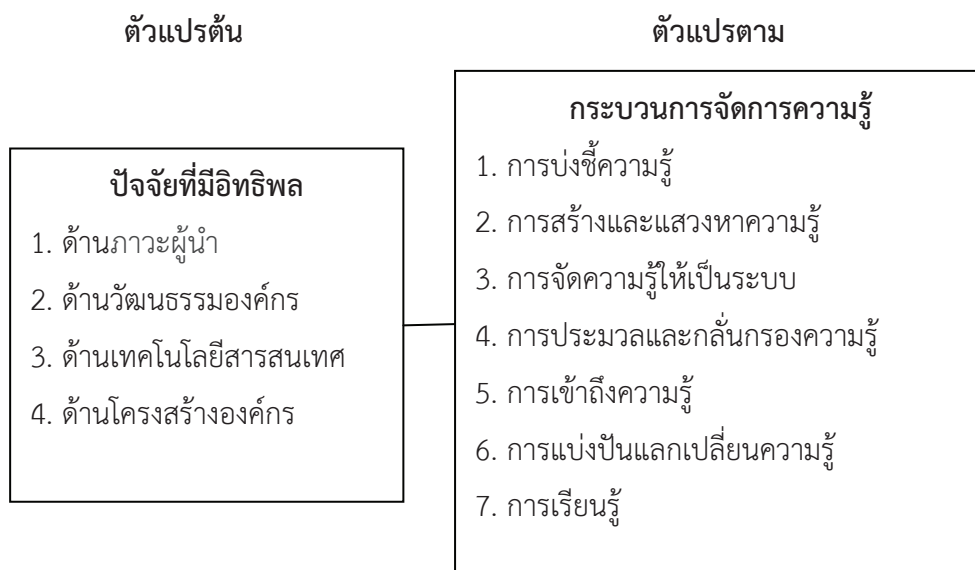 ตัวแปรต้น
ตัวแปรตาม
ปัจจัยที่มีอิทธิพล
1. ด้านภาวะผู้นำ
2. ด้านวัฒนธรรมองค์กร
3. ด้านเทคโนโลยีสารสนเทศ
4. ด้านโครงสร้างองค์กร
กระบวนการจัดการความรู้
1. การบ่งชี้ความรู้
2. การสร้างและแสวงหาความรู้
3. การจัดความรู้ให้เป็นระบบ
4. การประมวลและกลั่นกรองความรู้
5. การเข้าถึงความรู้
6. การแบ่งปันแลกเปลี่ยนความรู้
7. การเรียนรู้